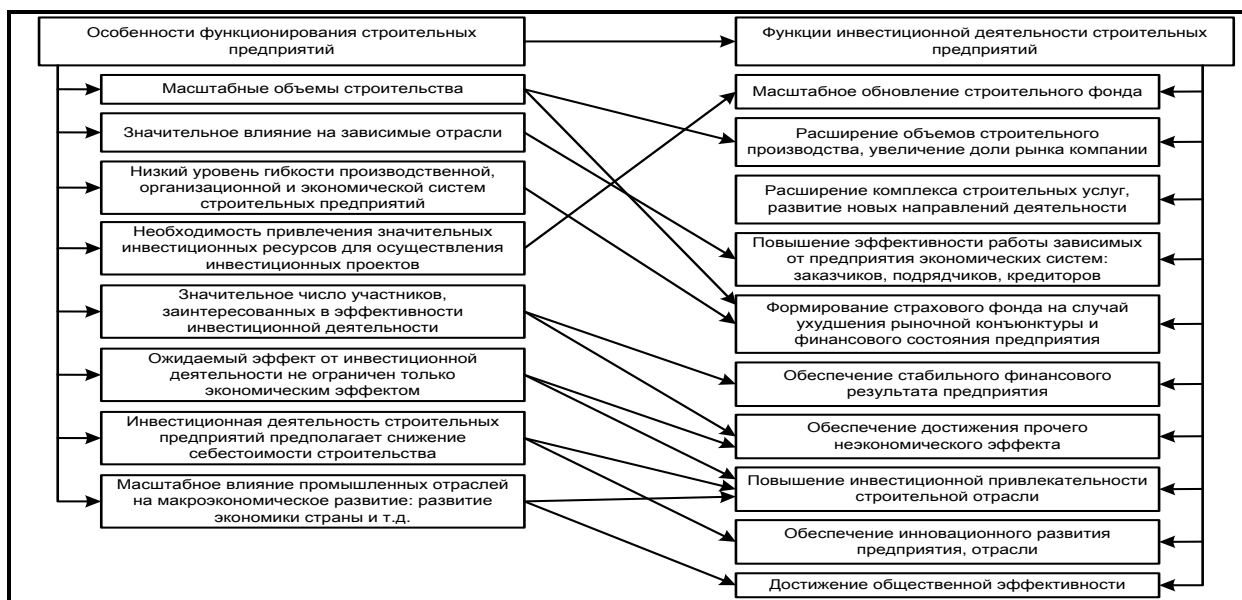 Особенности функционирования строительных
предприятий
Масштабные объемы строительства
Значительное влияние на зависимые отрасли
Низкий уровень гибкости производственной,
организационной и экономической систем
строительных предприятий
Необходимость привлечения значительных
инвестиционных ресурсов для осуществления
инвестиционных проектов
Значительное число участников,
заинтересованных в эффективности
инвестиционной деятельности
Ожидаемый эффект от инвестиционной
деятельности не ограничен только
экономическим эффектом
Инвестиционная деятельность строительных
предприятий предполагает снижение
себестоимости строительства
Масштабное влияние промышленных отраслей
на макроэкономическое развитие: развитие
экономики страны и т.д.
Функции инвестиционной деятельности строительных
предприятий
Масштабное обновление строительного фонда
Расширение объемов строительного
производства, увеличение доли рынка компании
Расширение комплекса строительных услуг,
развитие новых направлений деятельности
Повышение эффективности работы зависимых
от предприятия экономических систем:
заказчиков, подрядчиков, кредиторов
Формирование страхового фонда на случай
ухудшения рыночной конъюнктуры и
финансового состояния предприятия
Обеспечение стабильного финансового
результата предприятия
Обеспечение достижения прочего
неэкономического эффекта
Повышение инвестиционной привлекательности
строительной отрасли
Обеспечение инновационного развития
предприятия, отрасли
Достижение общественной эффективности